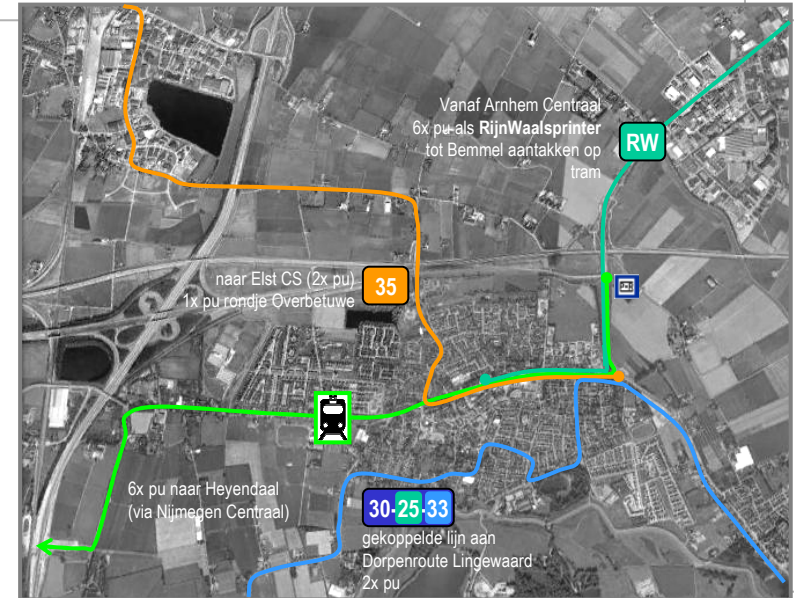 Vanaf Arnhem Centraal
6x pu als RijnWaalsprinter
tot Bemmel aantakken op
tram
RW
naar Elst CS (2x pu)
1x pu rondje Overbetuwe
35
6x pu naar Heyendaal
(via Nijmegen Centraal)
30-25-33
gekoppelde lijn aan
Dorpenroute Lingewaard
2x pu